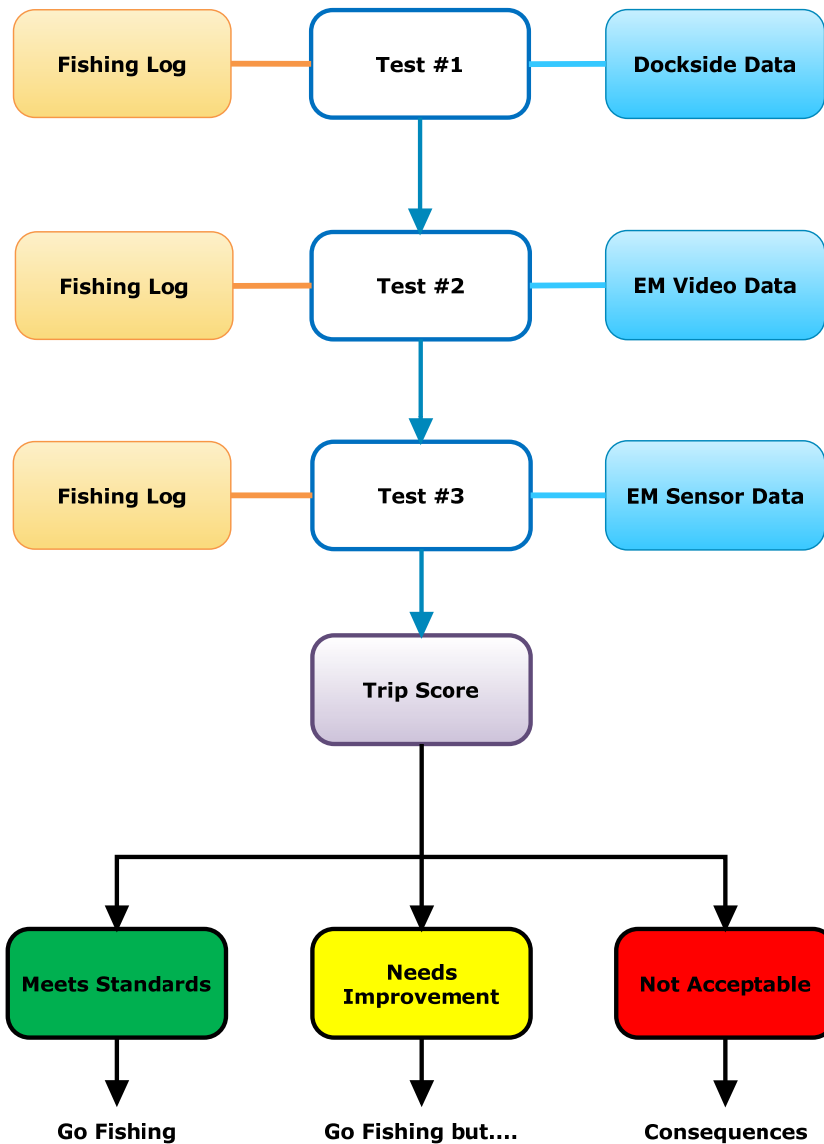 Fishing Log
Test #1
Dockside Data
Fishing Log
Test #2
EM Video Data
Fishing Log
Test #3
EM Sensor Data
Trip Score
Meets Standards
Needs
Improvement
Not Acceptable
Go Fishing
Go Fishing but....
Consequences